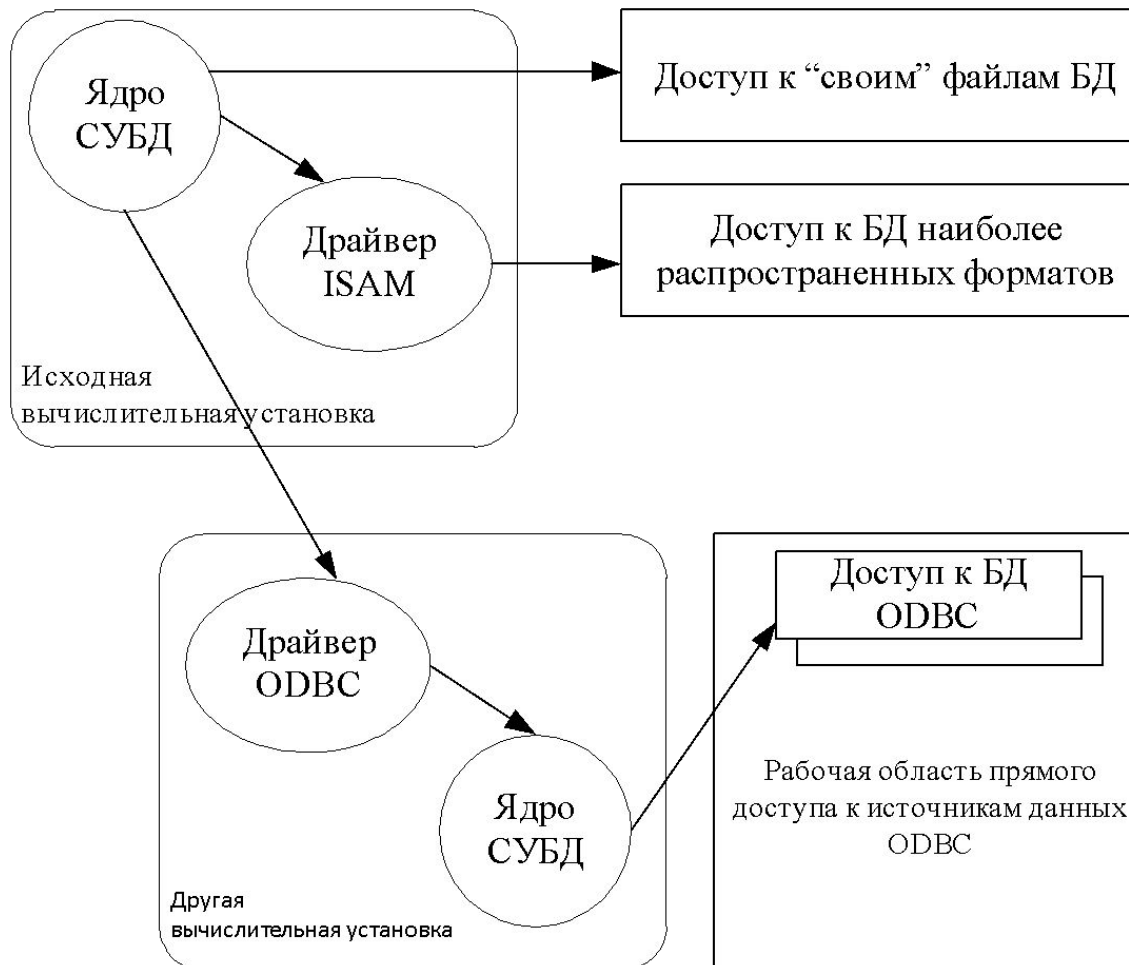 Ядро
СУБД
Доступ к “своим” файлам БД
Драйвер
ISAM
Доступ к БД наиболее
распространенных форматов
Исходная
вычислительная установка
Драйвер
ODBC
Ядро
СУБД
Другая
вычислительная установка
Доступ к БД
ODBC
Рабочая область прямого
доступа к источникам данных
ODBC